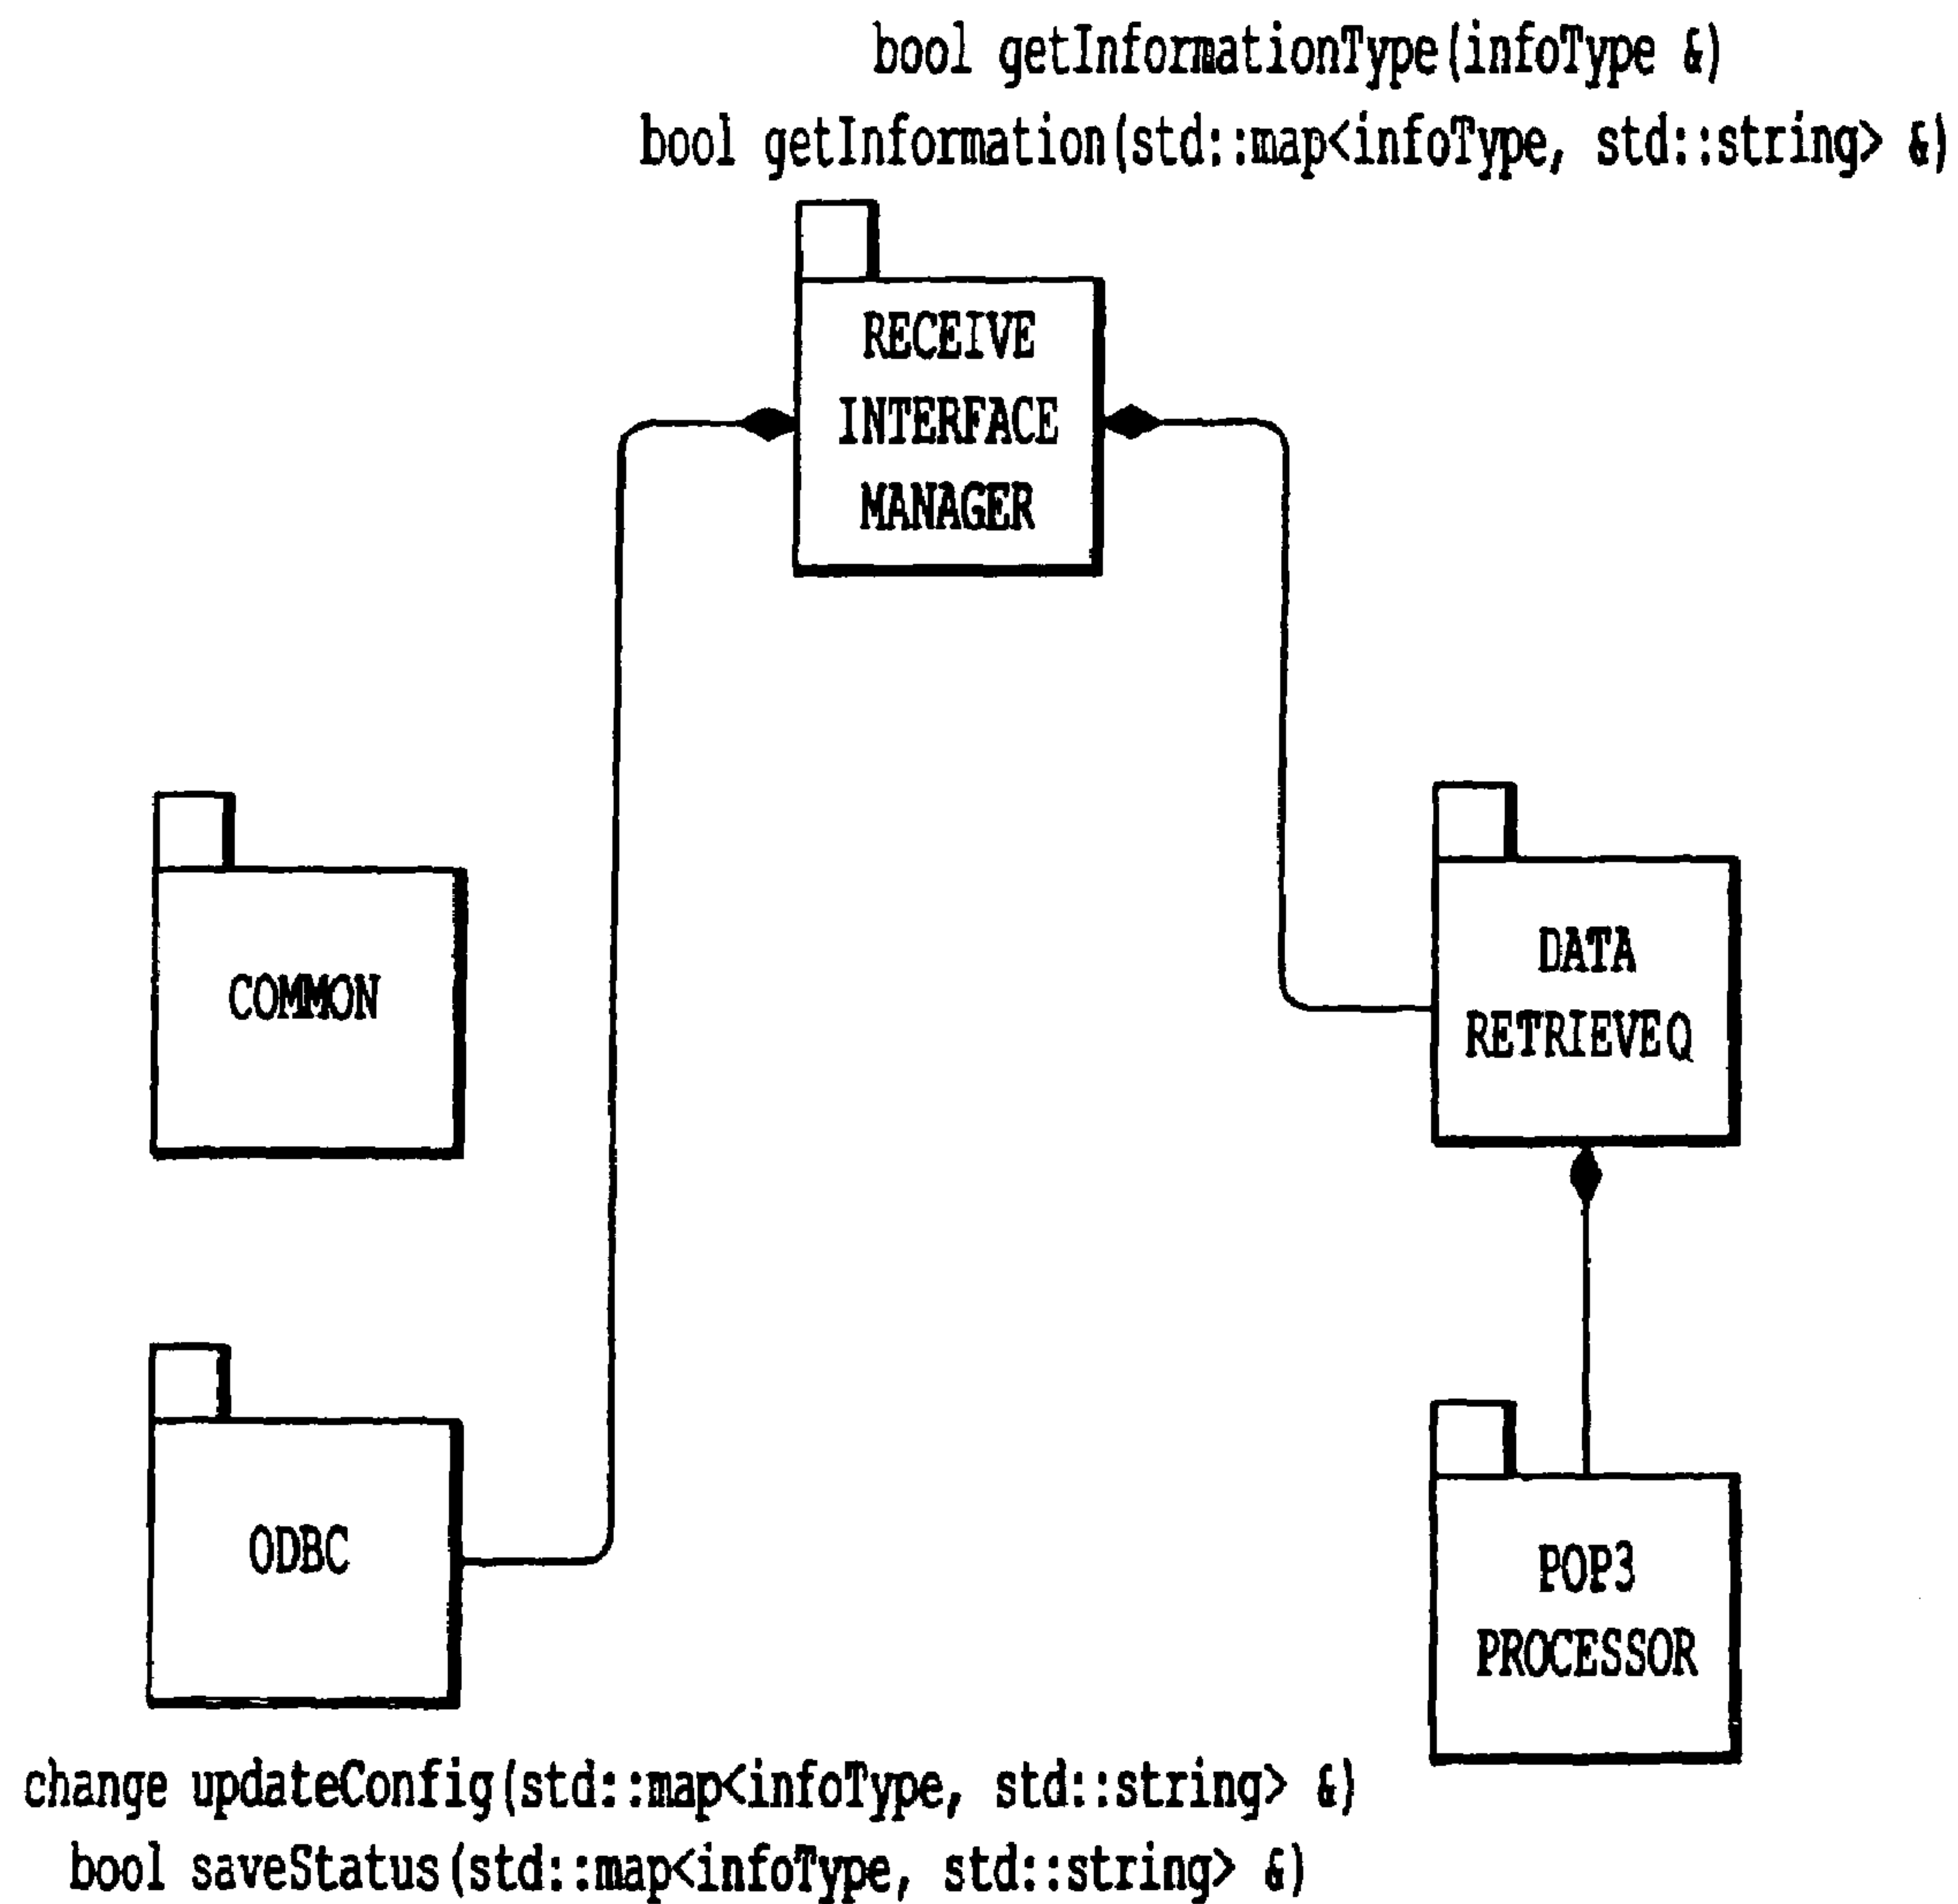 bool getInformationType(infoType &)
bool getInformation(std::map<infoType, std::string> &)
RECEIVE
INTERFACE
MANAGER
COMMON
DATA
RETRIEVEQ
ODBC
POP3
PROCESSOR
change updateConfig(std::map<infoType, std::string> &)
bool saveStatus(std::map<infoType, std::string> &)